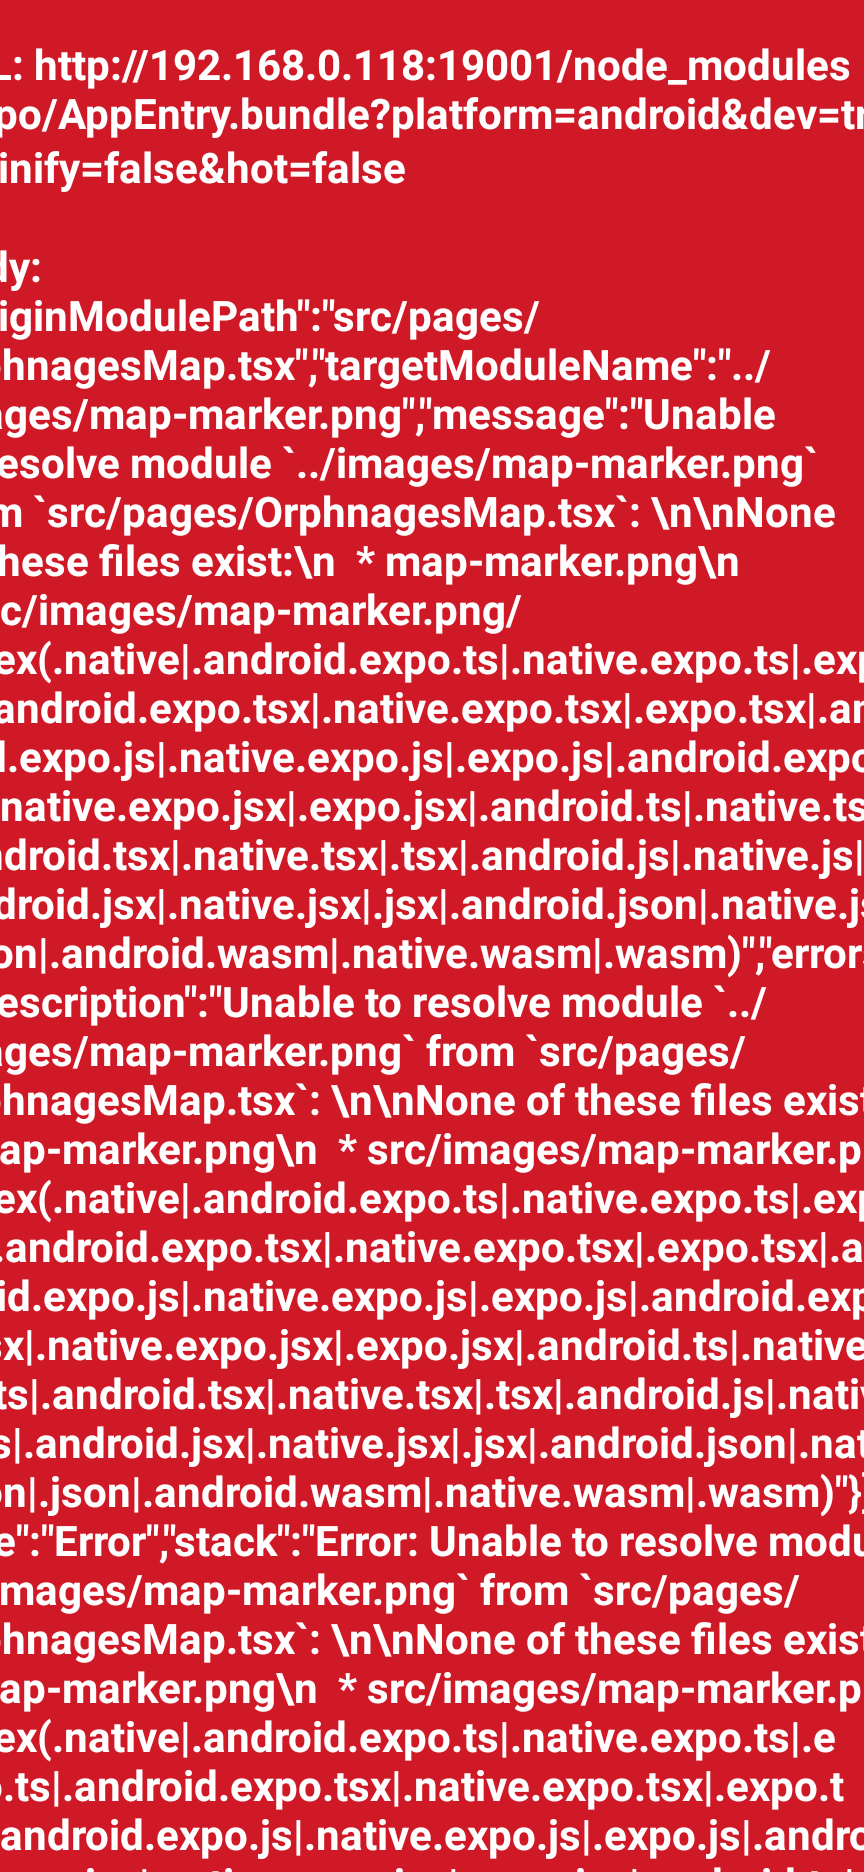 L: http://192.168.0.118:19001/node_modules
po/AppEntry.bundle?platform=android&dev=tr
inify=false&hot=false
dy:
iginModulePath":"src/pages/
hnagesMap.tsx","targetModuleName":"../
ages/map-marker.png","message":"Unable
esolve module `../images/map-marker.png`
m `src/pages/OrphnagesMap.tsx`: \n\nNone
hese files exist:\n  * map-marker.png\n
c/images/map-marker.png/
ex(.native|.android.expo.ts|.native.expo.ts|.exp
android.expo.tsx|.native.expo.tsx|.expo.tsx|.an
d.expo.js|.native.expo.js|.expo.js|.android.expo
native.expo.jsx|.expo.jsx|.android.ts|.native.ts
ndroid.tsx|.native.tsx|.tsx|.android.js|.native.js|
droid.jsx|.native.jsx|.jsx|.android.json|.native.js
on|.android.wasm|.native.wasm|.wasm)","errors
escription":"Unable to resolve module `../
ages/map-marker.png` from `src/pages/
hnagesMap.tsx`: \n\nNone of these files exist
ap-marker.png\n  * src/images/map-marker.p
ex(.native|.android.expo.ts|.native.expo.ts|.exp
.android.expo.tsx|.native.expo.tsx|.expo.tsx|.a
id.expo.js|.native.expo.js|.expo.js|.android.exp
sx|.native.expo.jsx|.expo.jsx|.android.ts|.native
ts|.android.tsx|.native.tsx|.tsx|.android.js|.nativ
s|.android.jsx|.native.jsx|.jsx|.android.json|.nat
on|.json|.android.wasm|.native.wasm|.wasm)"}]
e":"Error","stack":"Error: Unable to resolve modu
mages/map-marker.png` from `src/pages/
hnagesMap.tsx`: \n\nNone of these files exist
ap-marker.png\n  * src/images/map-marker.p
ex(.native|.android.expo.ts|.native.expo.ts|.e
o.ts|.android.expo.tsx|.native.expo.tsx|.expo.t
android.expo.js|.native.expo.js|.expo.js|.andro